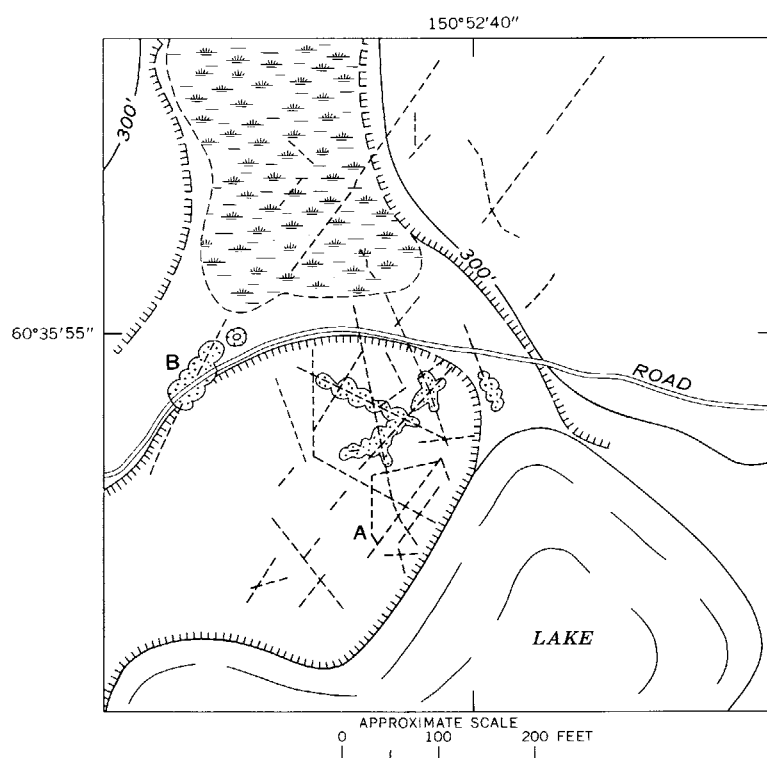 150°52'40"
300'
300'
60°35'55"
B
ROAD
A
LAKE
APPROXIMATE SCALE
0 100 200 FEET